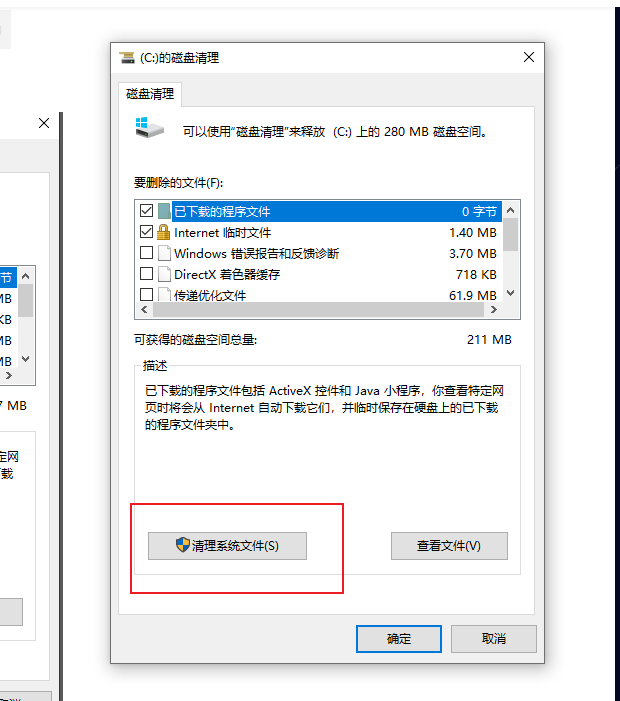 (C:)的磁盘清理
磁盘清理
可以使用“磁盘清理”来释放 (C:) 上的 280 MB 磁盘空间。
要删除的文件(F):
已下载的程序文件 0 字节
Internet 临时文件 1.40 MB
Windows 错误报告和反馈诊断 3.70 MB
DirectX 着色器缓存 718 KB
传递优化文件 61.9 MB
可获得的磁盘空间总量: 211 MB
描述
已下载的程序文件包括 ActiveX 控件和 Java 小程序，你查看特定网
页时将会从 Internet 自动下载它们，并临时保存在硬盘上的已下载
的程序文件夹中。
清理系统文件(S)
查看文件(V)
确定
取消
节
MB
KB
MB
MB
7 MB
定网
下载